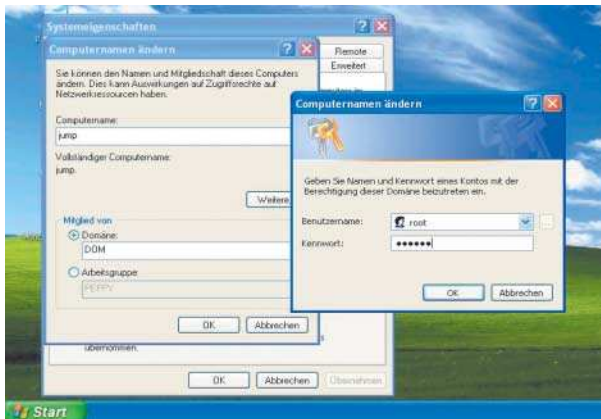 Systemeigenschaften
Computernamen ändern
Remote
Erweitert
Sie können den Namen und Mitgliedschaft dieses Computers
ändern. Dies kann Auswirkungen auf Zugriffsrechte auf
Netzwerkressourcen haben.
Computername:
jump
Vollständiger Computername:
jump.
Weitere
Mitglied von
Domäne:
DOM
Arbeitsgruppe:
PEPPY
OK
Abbrechen
übernommen.
OK
Abbrechen
Übernehmen
Computernamen ändern
Geben Sie Namen und Kennwort eines Kontos mit der
Berechtigung dieser Domäne beizutreten ein.
Benutzername:
root
Kennwort:
••••••
OK
Abbrechen
Start